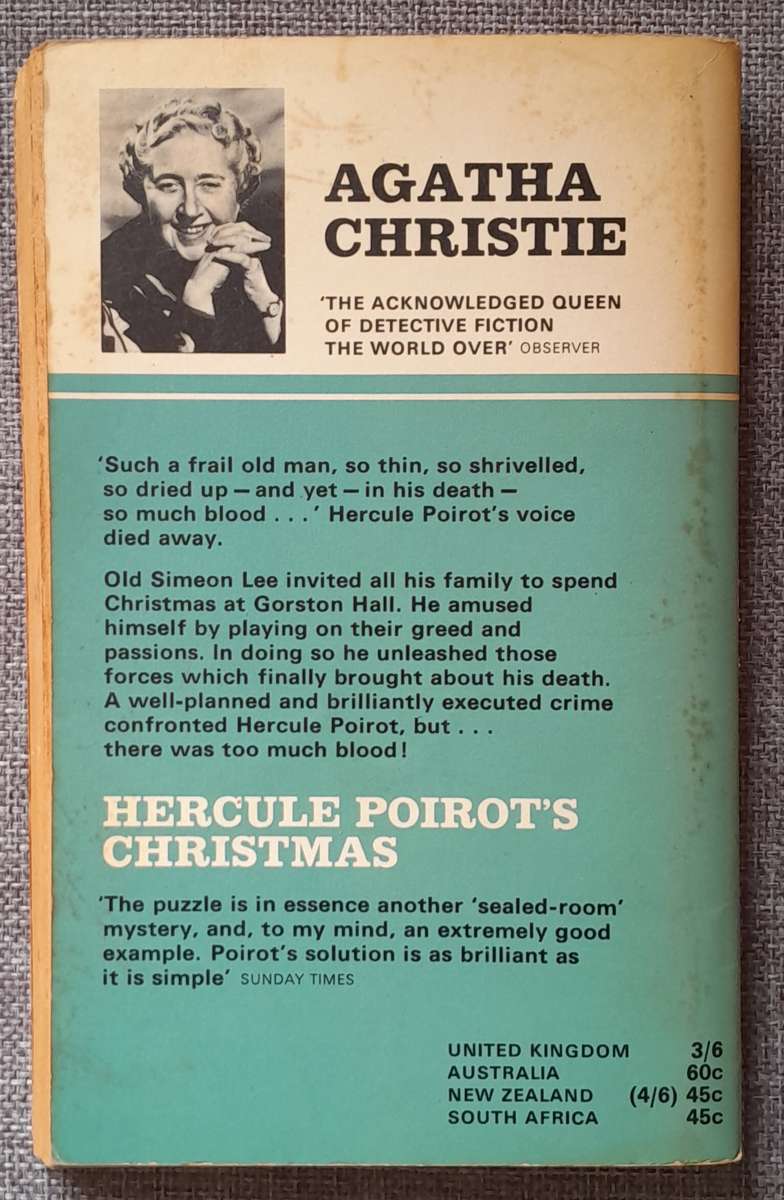 AGATHA
CHRISTIE
'THE ACKNOWLEDGED QUEEN
OF DETECTIVE FICTION
THE WORLD OVER' OBSERVER
'Such a frail old man, so thin, so shrivelled,
so dried up – and yet – in his death –
so much blood . . .' Hercule Poirot's voice
died away.
Old Simeon Lee invited all his family to spend
Christmas at Gorston Hall. He amused
himself by playing on their greed and
passions. In doing so he unleashed those
forces which finally brought about his death.
A well-planned and brilliantly executed crime
confronted Hercule Poirot, but . . .
there was too much blood!
HERCULE POIROT'S
CHRISTMAS
'The puzzle is in essence another 'sealed-room'
mystery, and, to my mind, an extremely good
example. Poirot's solution is as brilliant as
it is simple' SUNDAY TIMES
UNITED KINGDOM 3/6
AUSTRALIA 60c
NEW ZEALAND (4/6) 45c
SOUTH AFRICA 45c